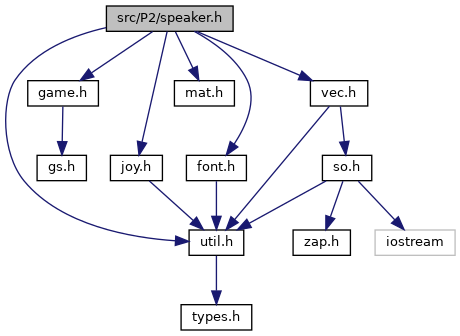 src/P2/speaker.h
game.h
mat.h
vec.h
gs.h
joy.h
font.h
so.h
util.h
zap.h
iostream
types.h